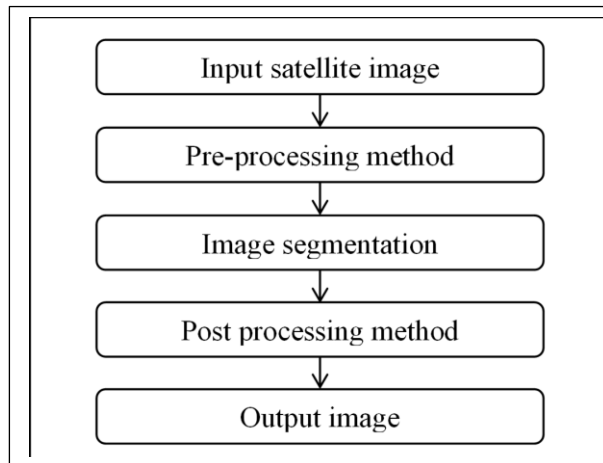 Input satellite image
Pre-processing method
Image segmentation
Post processing method
Output image